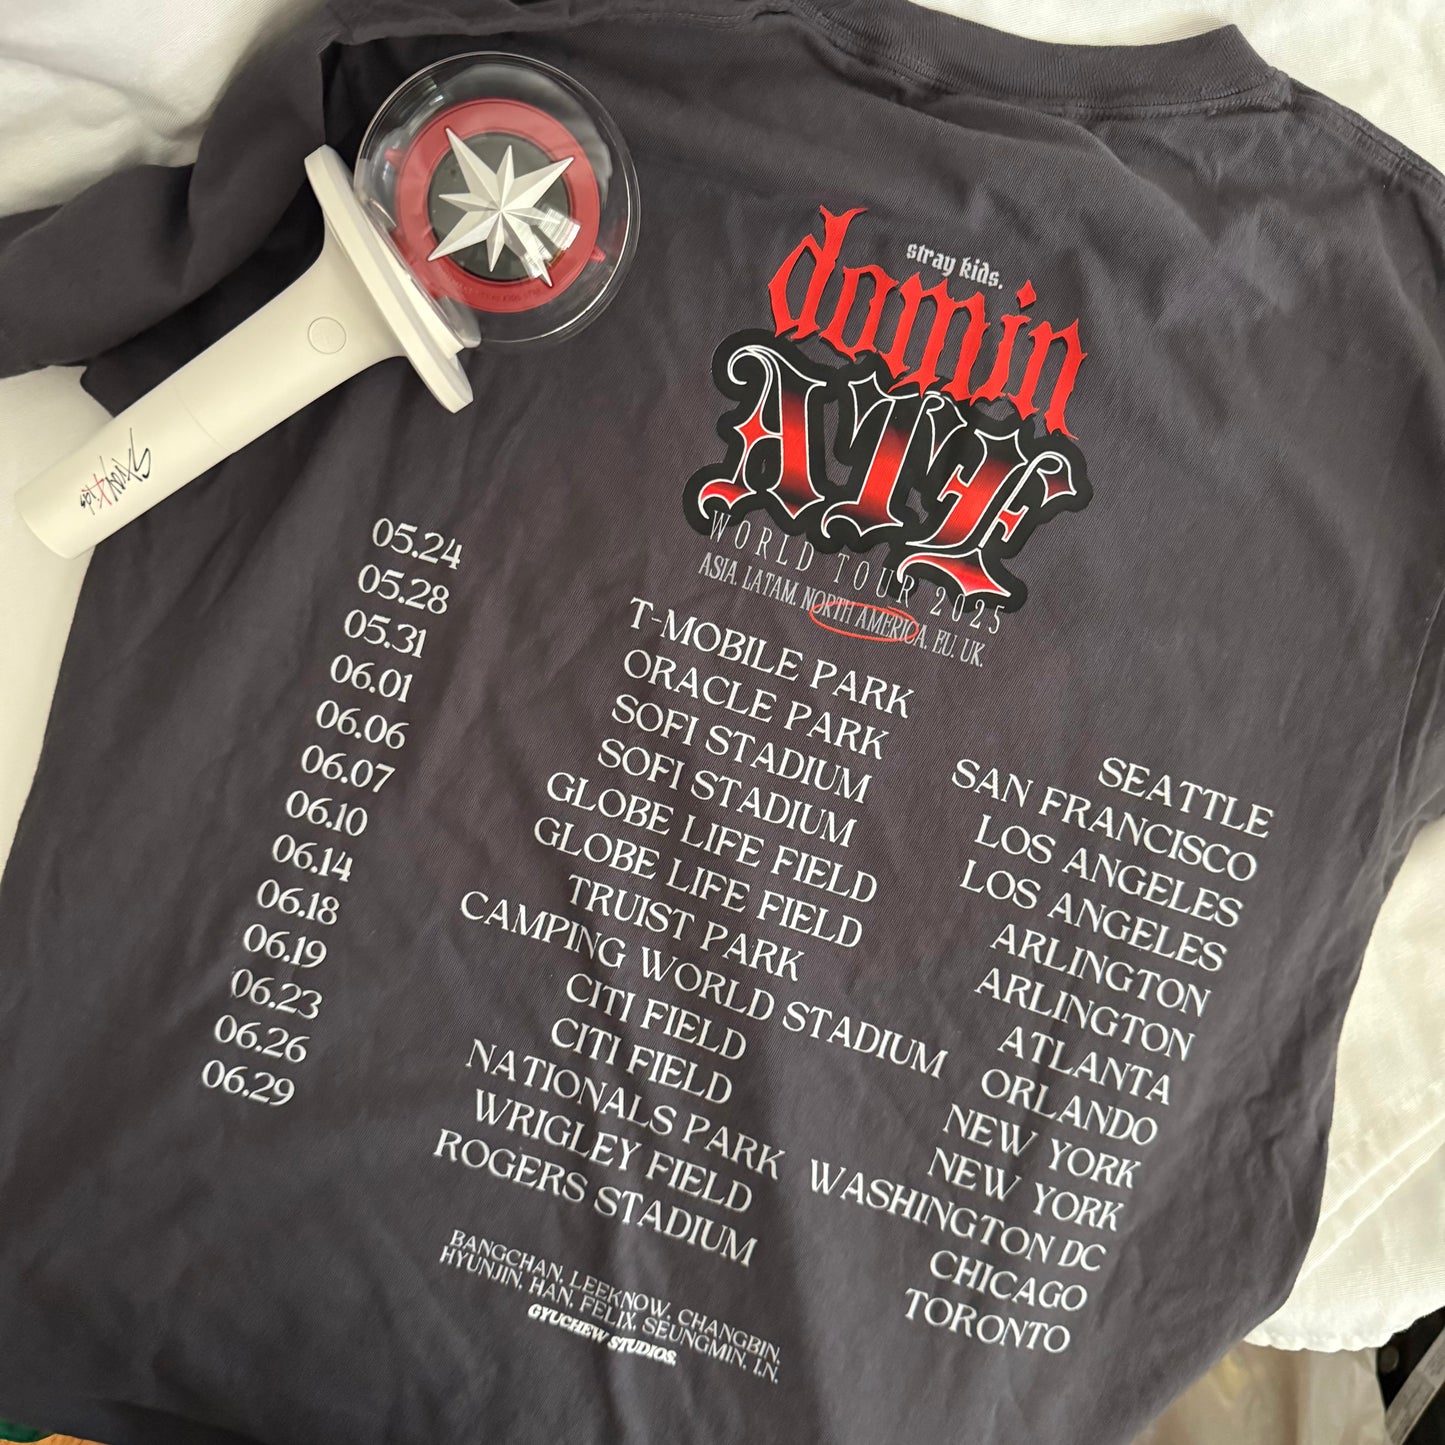 Stray Kids
stray kids.
domin
ATE
WORLD TOUR 2025
ASIA. LATAM. NORTH AMERICA. EU. UK.
05.24 T-MOBILE PARK SEATTLE
05.28 ORACLE PARK SAN FRANCISCO
05.31 SOFI STADIUM LOS ANGELES
06.01 SOFI STADIUM LOS ANGELES
06.06 GLOBE LIFE FIELD ARLINGTON
06.07 GLOBE LIFE FIELD ARLINGTON
06.10 TRUIST PARK ATLANTA
06.14 CAMPING WORLD STADIUM ORLANDO
06.18 CITI FIELD NEW YORK
06.19 CITI FIELD NEW YORK
06.23 NATIONALS PARK WASHINGTON DC
06.26 WRIGLEY FIELD CHICAGO
06.29 ROGERS STADIUM TORONTO
BANGCHAN, LEEKNOW, CHANGBIN,
HYUNJIN, HAN, FELIX, SEUNGMIN, I.N.
GYUCHEW STUDIOS.